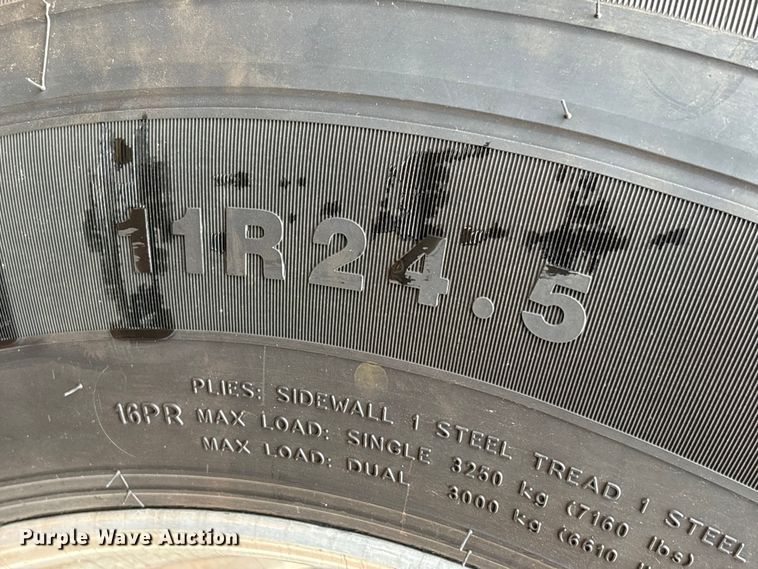 11R24.5
PLIES: SIDEWALL 1 STEEL TREAD 1 STEEL
16PR MAX LOAD: SINGLE 3250 kg (7160 lbs)
MAX LOAD: DUAL 3000 kg (6610
Purple Wave Auction